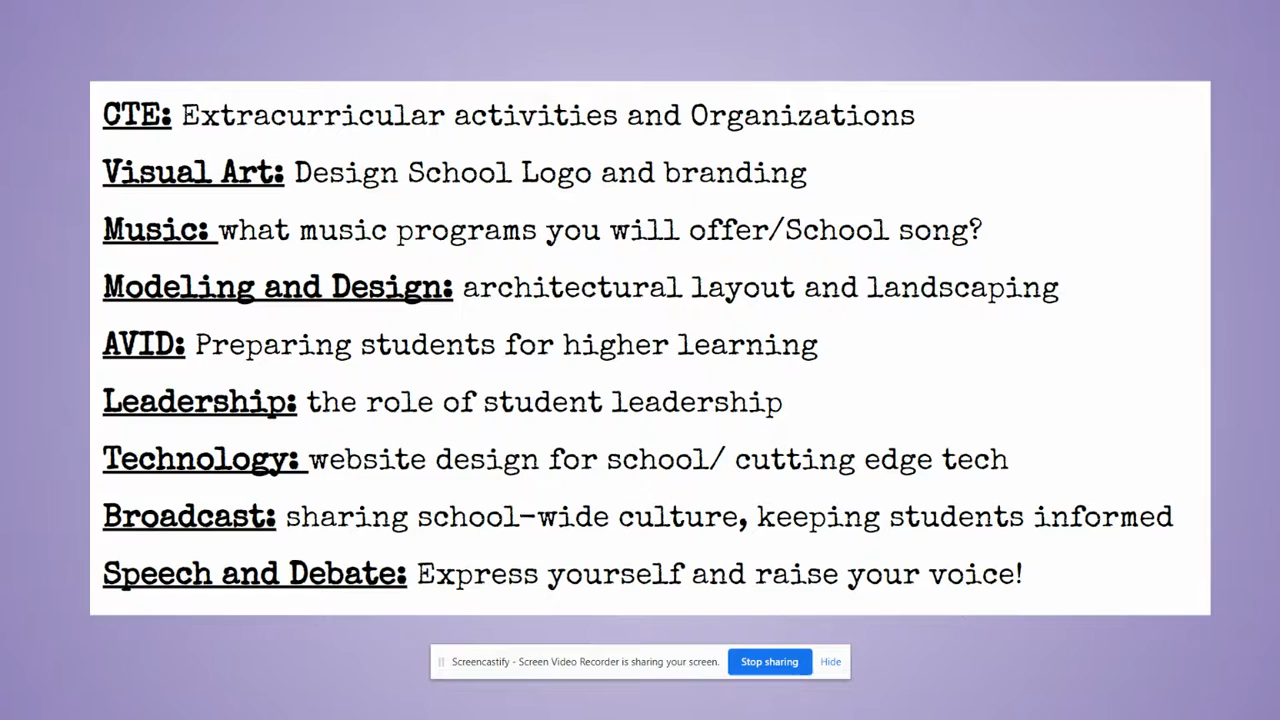 CTE: Extracurricular activities and Organizations
Visual Art: Design School Logo and branding
Music: what music programs you will offer/School song?
Modeling and Design: architectural layout and landscaping
AVID: Preparing students for higher learning
Leadership: the role of student leadership
Technology: website design for school/ cutting edge tech
Broadcast: sharing school-wide culture, keeping students informed
Speech and Debate: Express yourself and raise your voice!
Screencastify - Screen Video Recorder is sharing your screen. Stop sharing Hide